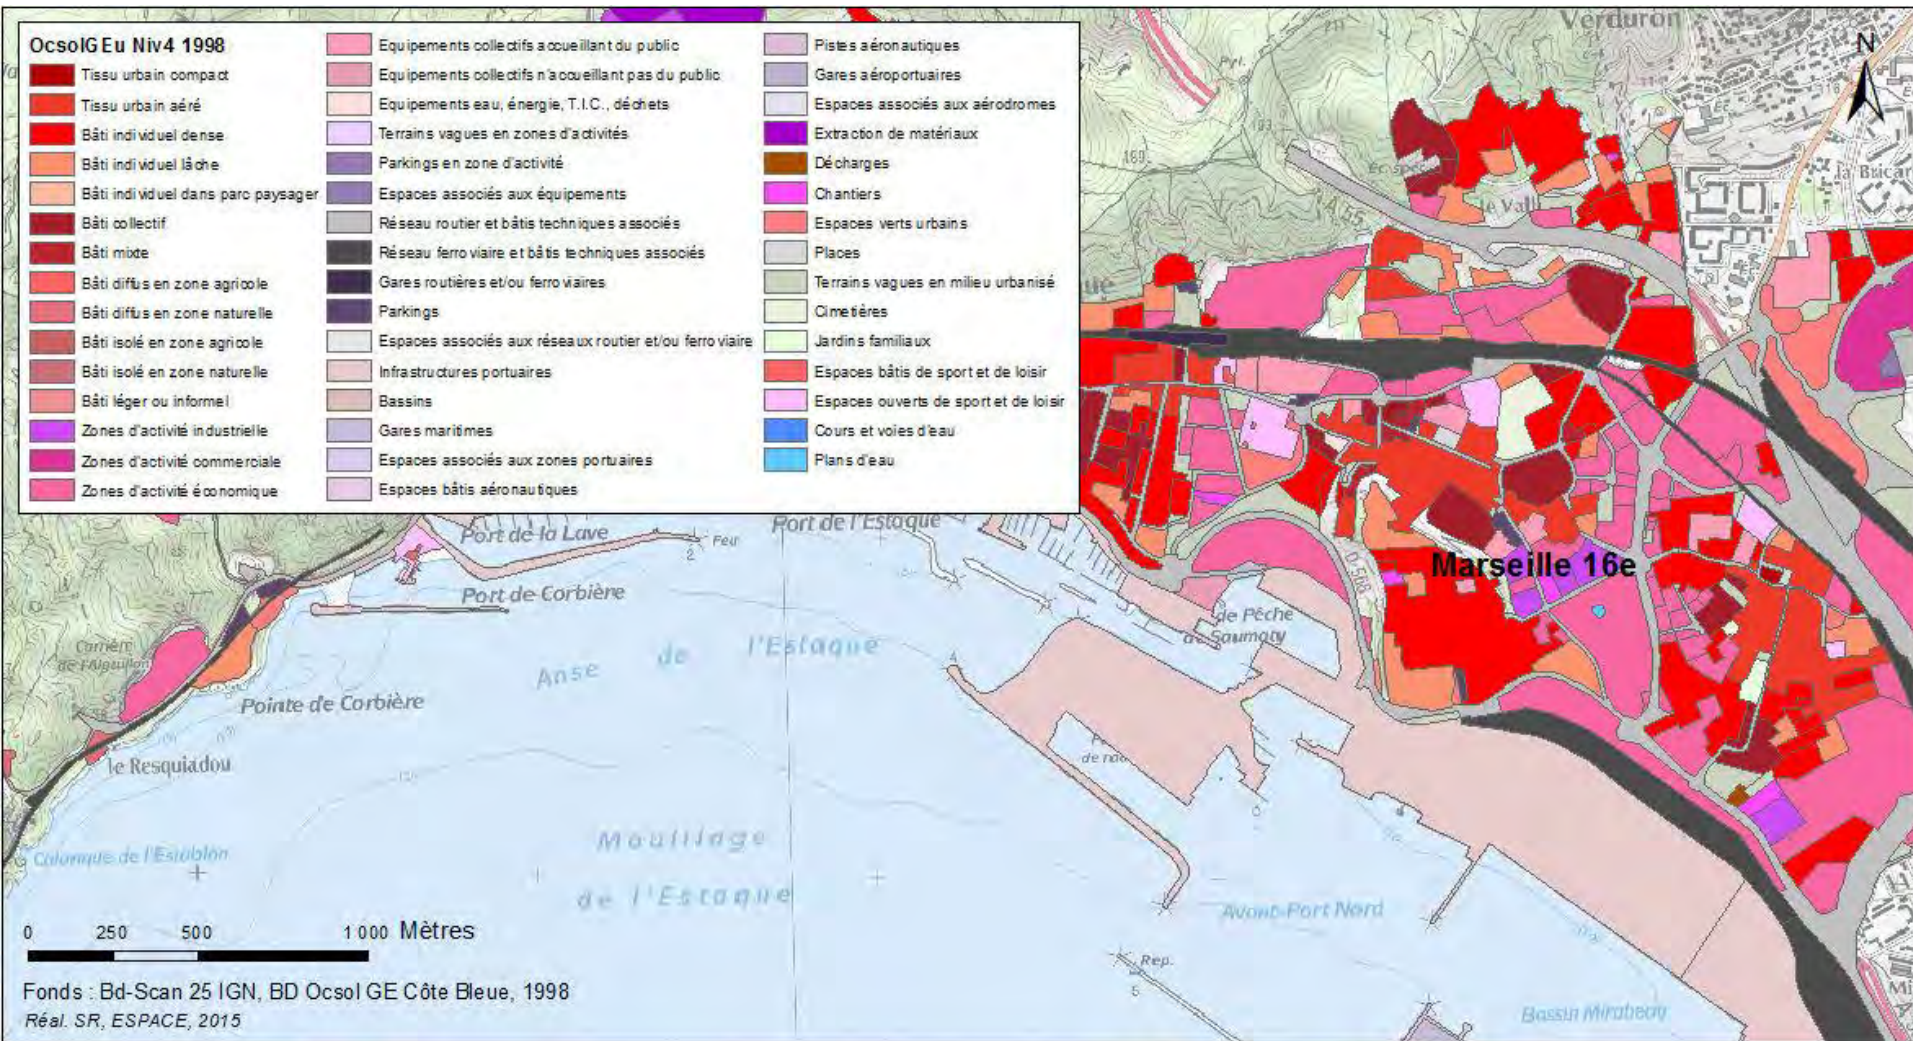 OcsolGEu Niv4 1998
Tissu urbain compact
Tissu urbain aéré
Bâti individuel dense
Bâti individuel lâche
Bâti individuel dans parc paysager
Bâti collectif
Bâti mixte
Bâti diffus en zone agricole
Bâti diffus en zone naturelle
Bâti isolé en zone agricole
Bâti isolé en zone naturelle
Bâti léger ou informel
Zones d'activité industrielle
Zones d'activité commerciale
Zones d'activité économique
Equipements collectifs accueillant du public
Equipements collectifs n'accueillant pas du public
Equipements eau, énergie, T.I.C., déchets
Terrains vagues en zones d'activités
Parkings en zone d'activité
Espaces associés aux équipements
Réseau routier et bâtis techniques associés
Réseau ferroviaire et bâtis techniques associés
Gares routières et/ou ferroviaires
Parkings
Espaces associés aux réseaux routier et/ou ferroviaire
Infrastructures portuaires
Bassins
Gares maritimes
Espaces associés aux zones portuaires
Espaces bâtis aéronautiques
Pistes aéronautiques
Gares aéroportuaires
Espaces associés aux aérodromes
Extraction de matériaux
Décharges
Chantiers
Espaces verts urbains
Places
Terrains vagues en milieu urbanisé
Cimetières
Jardins familiaux
Espaces bâtis de sport et de loisir
Espaces ouverts de sport et de loisir
Cours et voies d'eau
Plans d'eau
Verduron
N
169
A 55
la Bricar
Port de la Lave
2
Feu
Port de l'Estaque
Port de Corbière
D 568
Marseille 16e
de Pêche
de Saumaty
Anse de l'Estaque
4
Carrière
de l'Aiguillon
Pointe de Corbière
le Resquiadou
Calanque de l'Establon
Mouillage
de l'Estaque
Avant-Port Nord
Rep.
5
Bassin Mirabeau
0 250 500 1 000 Mètres
Fonds : Bd-Scan 25 IGN, BD Ocsol GE Côte Bleue, 1998
Réal. SR, ESPACE, 2015